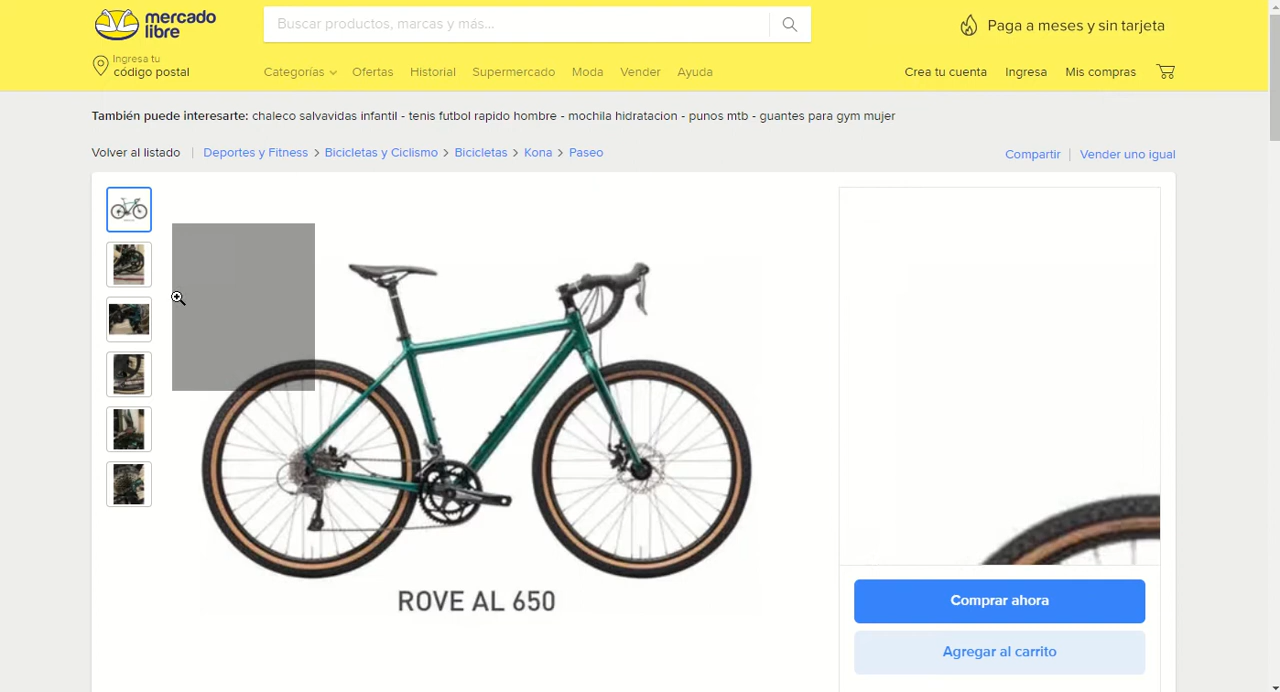 mercado
libre
Buscar productos, marcas y más...
Paga a meses y sin tarjeta
Ingresa tu
código postal
Categorías Ofertas Historial Supermercado Moda Vender Ayuda
Crea tu cuenta Ingresa Mis compras
También puede interesarte: chaleco salvavidas infantil - tenis futbol rapido hombre - mochila hidratacion - punos mtb - guantes para gym mujer
Volver al listado | Deportes y Fitness > Bicicletas y Ciclismo > Bicicletas > Kona > Paseo
Compartir | Vender uno igual
ROVE AL 650
Comprar ahora
Agregar al carrito